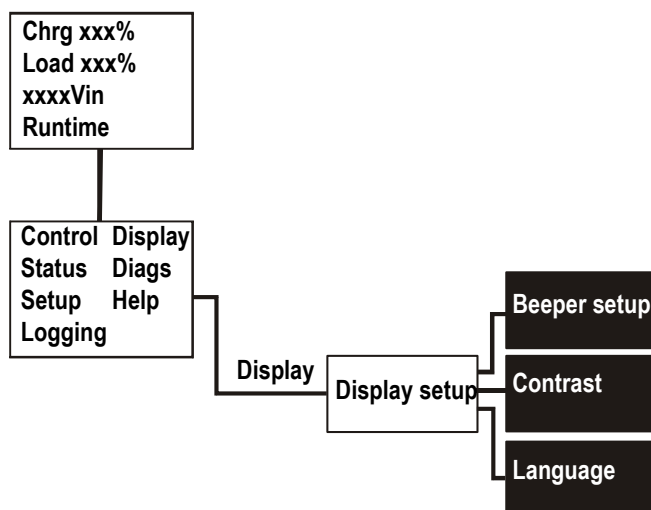 Chrg xxx%
Load xxx%
xxxxVin
Runtime
Control Display
Status Diags
Setup Help
Logging
Display
Display setup
Beeper setup
Contrast
Language